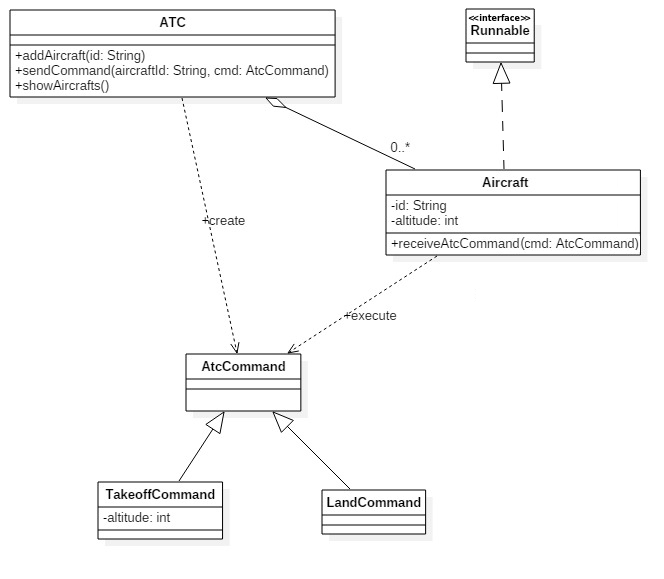 ATC
+addAircraft(id: String)
+sendCommand(aircraftId: String, cmd: AtcCommand)
+showAircrafts()
<<interface>>
Runnable
0..*
Aircraft
-id: String
-altitude: int
+receiveAtcCommand(cmd: AtcCommand)
+create
+execute
AtcCommand
TakeoffCommand
-altitude: int
LandCommand